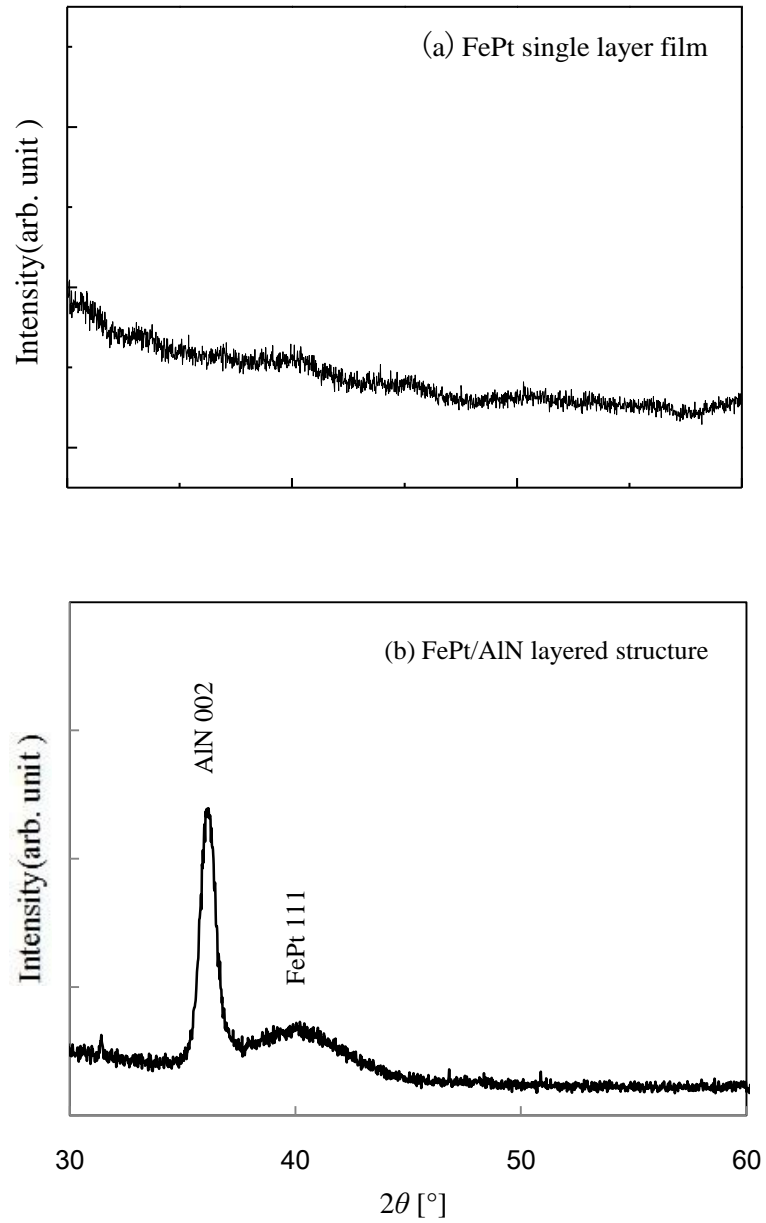 (a) FePt single layer film
Intensity(arb. unit )
(b) FePt/AlN layered structure
AlN 002
FePt 111
Intensity(arb. unit )
30 40 50 60
2θ [°]